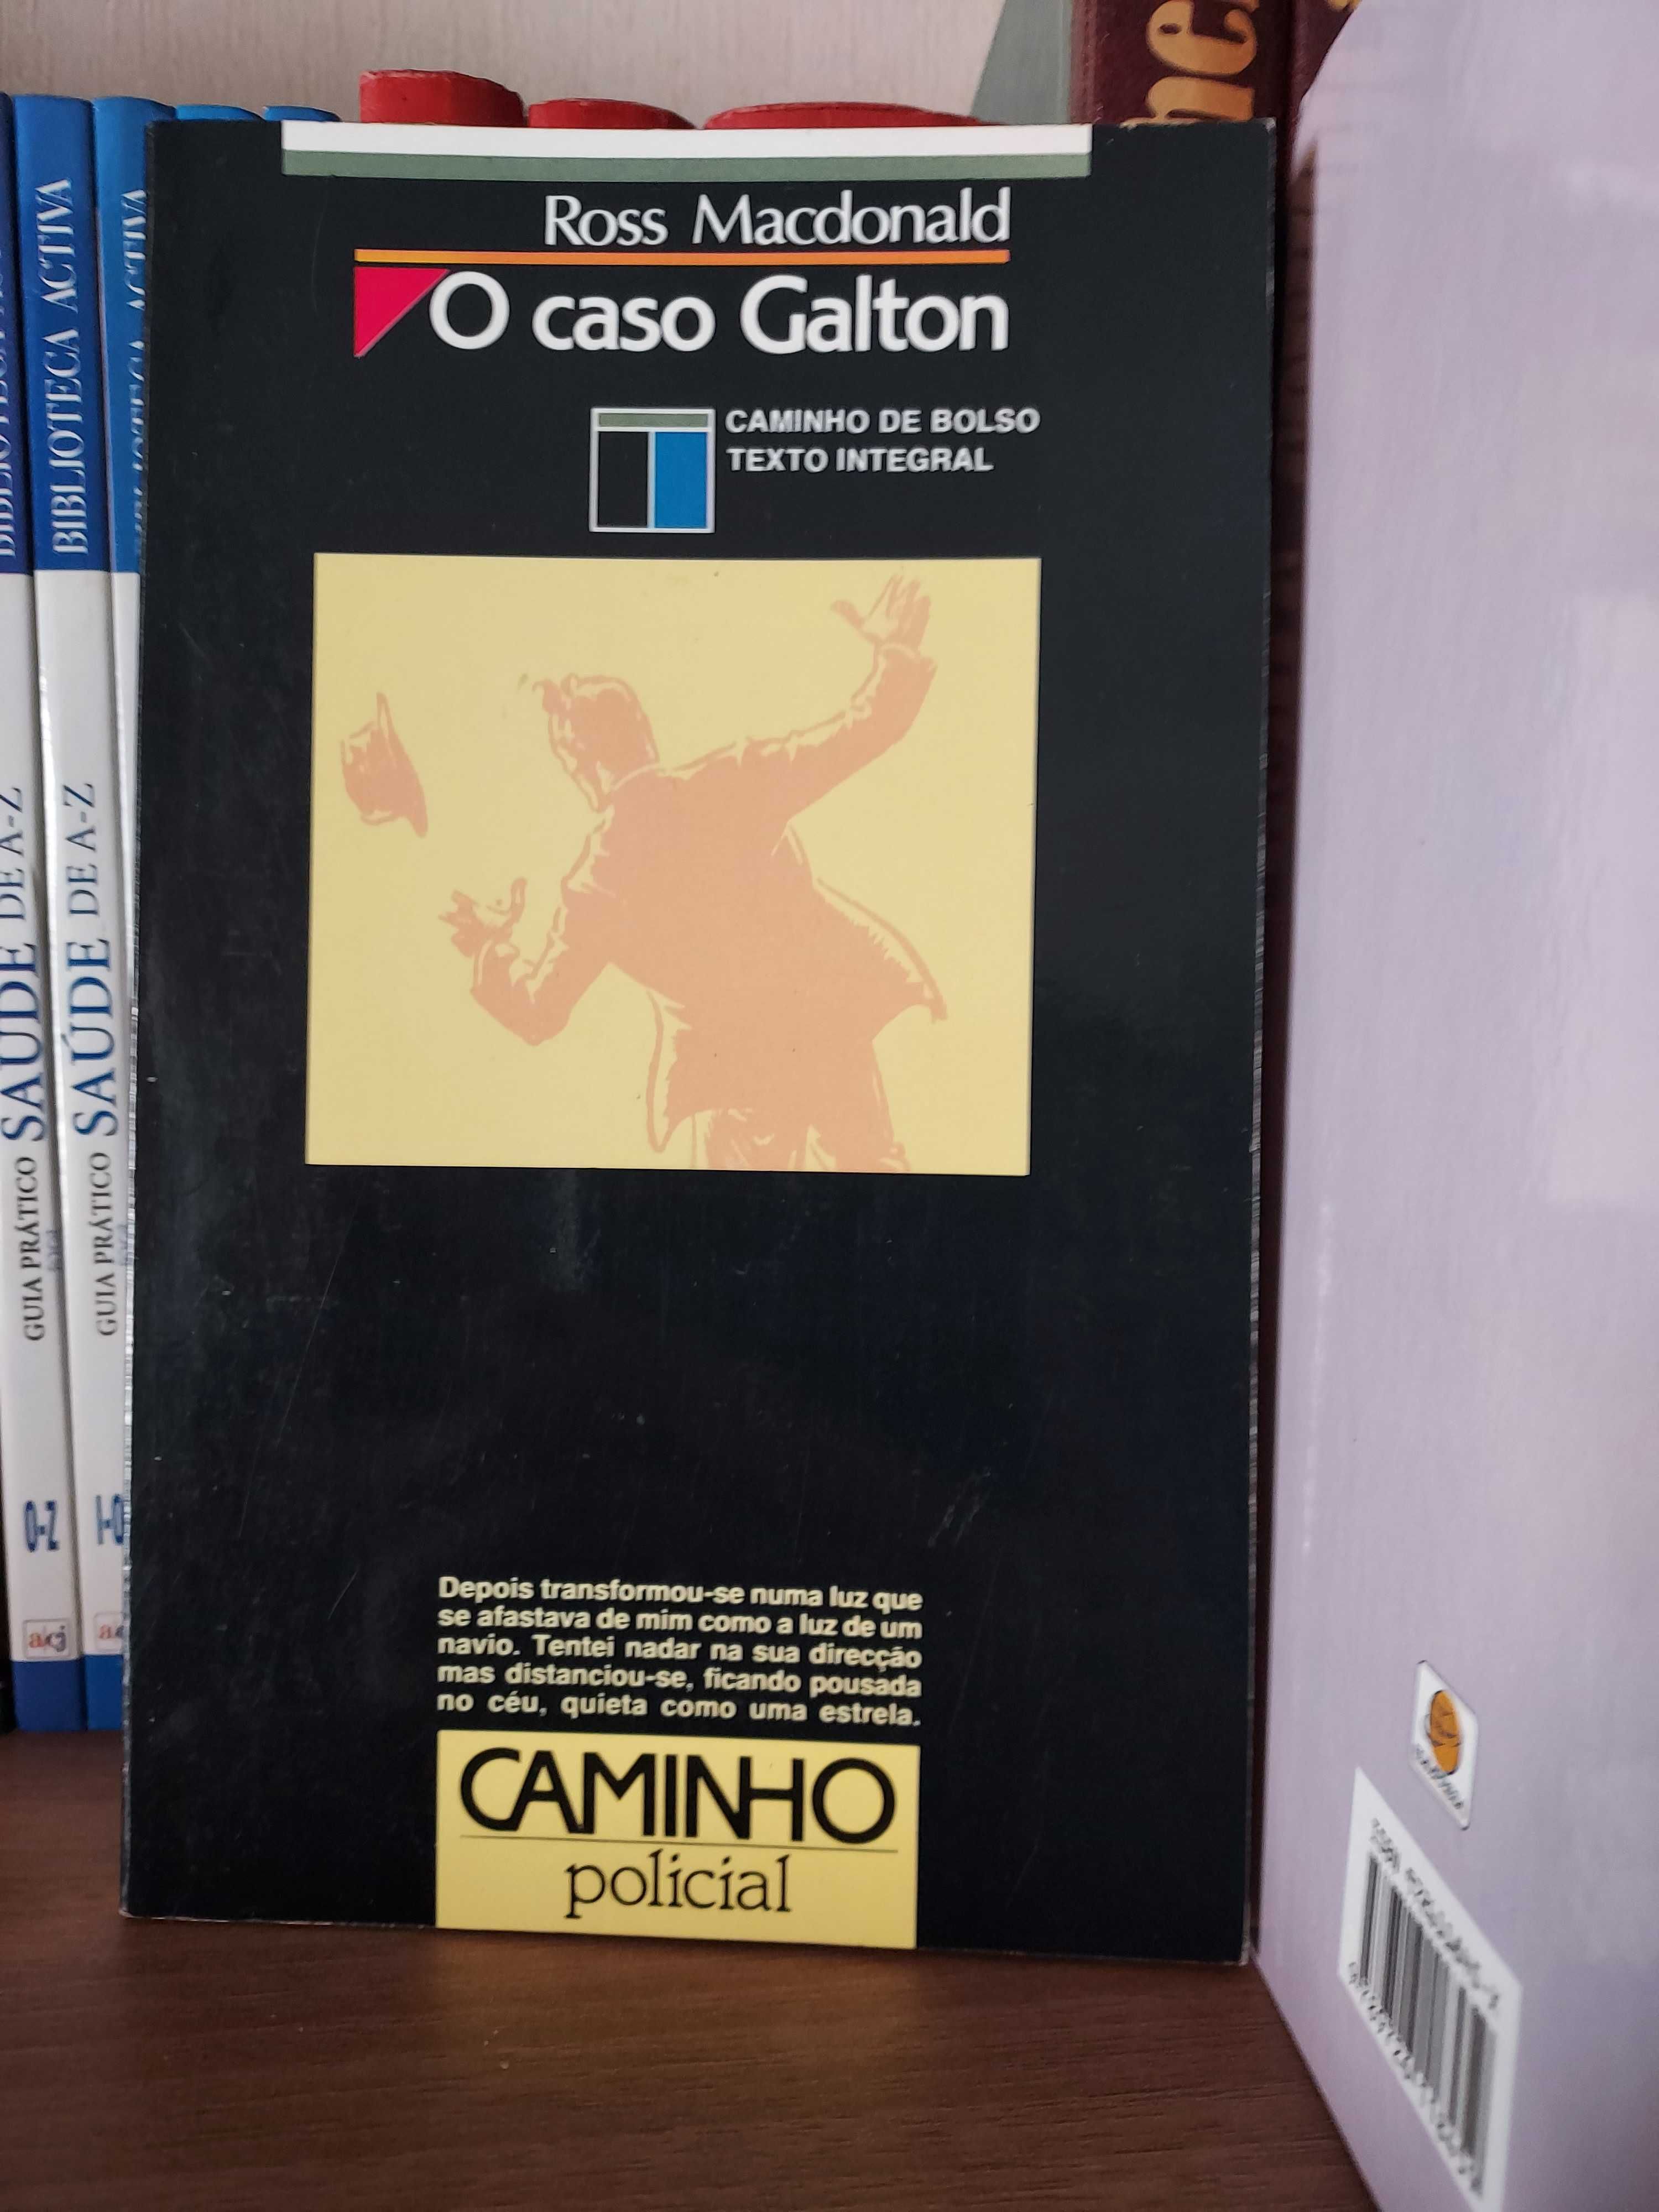 BIBLIOTECA ACTIVA
GUIA PRÁTICO SAÚDE DE A-Z
O-Z
a/cj
BIBLIOTECA ACTIVA
GUIA PRÁTICO SAÚDE DE A-Z
I-O
Ross Macdonald
O caso Galton
CAMINHO DE BOLSO
TEXTO INTEGRAL
Depois transformou-se numa luz que
se afastava de mim como a luz de um
navio. Tentei nadar na sua direcção
mas distanciou-se, ficando pousada
no céu, quieta como uma estrela.
CAMINHO
policial